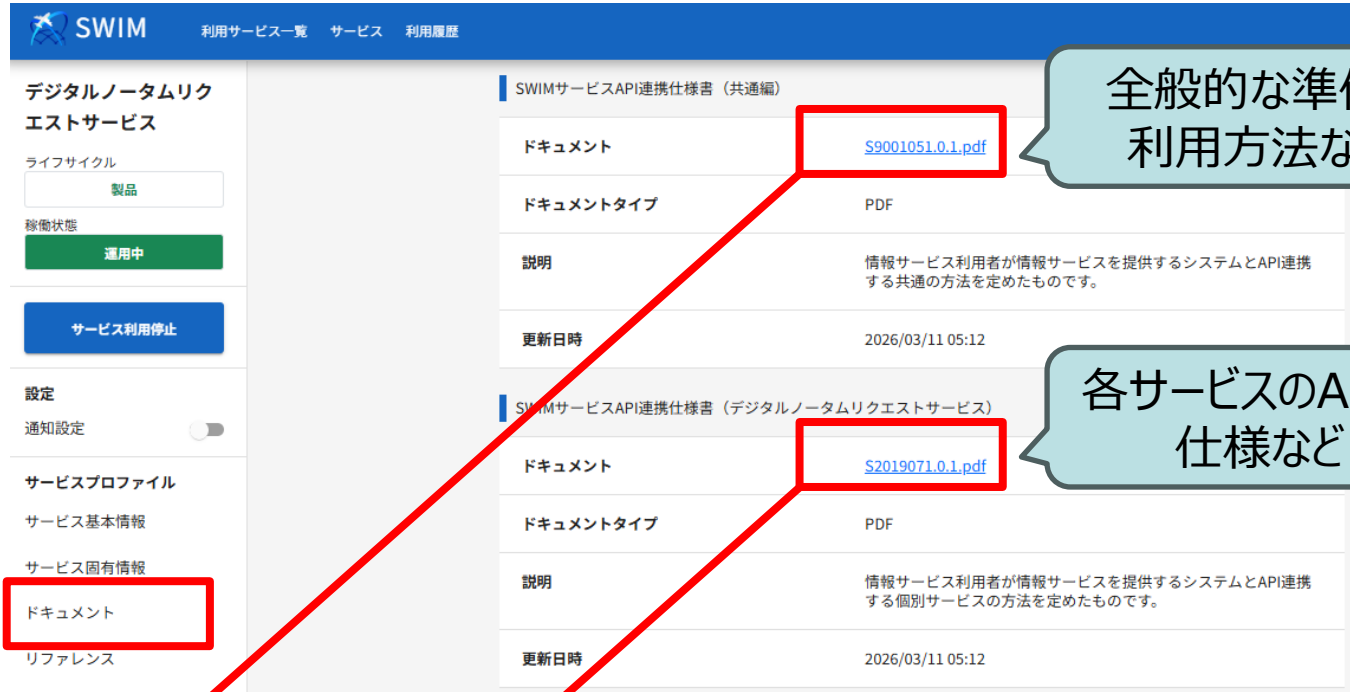 SWIM 利用サービス一覧 サービス 利用履歴
デジタルノータムリク
エストサービス
ライフサイクル
製品
稼働状態
運用中
サービス利用停止
設定
通知設定
サービスプロファイル
サービス基本情報
サービス固有情報
ドキュメント
リファレンス
SWIMサービスAPI連携仕様書（共通編）
ドキュメント S9001051.0.1.pdf
ドキュメントタイプ PDF
説明 情報サービス利用者が情報サービスを提供するシステムとAPI連携
する共通の方法を定めたものです。
更新日時 2026/03/11 05:12
SWIMサービスAPI連携仕様書（デジタルノータムリクエストサービス）
ドキュメント S2019071.0.1.pdf
ドキュメントタイプ PDF
説明 情報サービス利用者が情報サービスを提供するシステムとAPI連携
する個別サービスの方法を定めたものです。
更新日時 2026/03/11 05:12
全般的な準
利用方法な
各サービスのA
仕様など